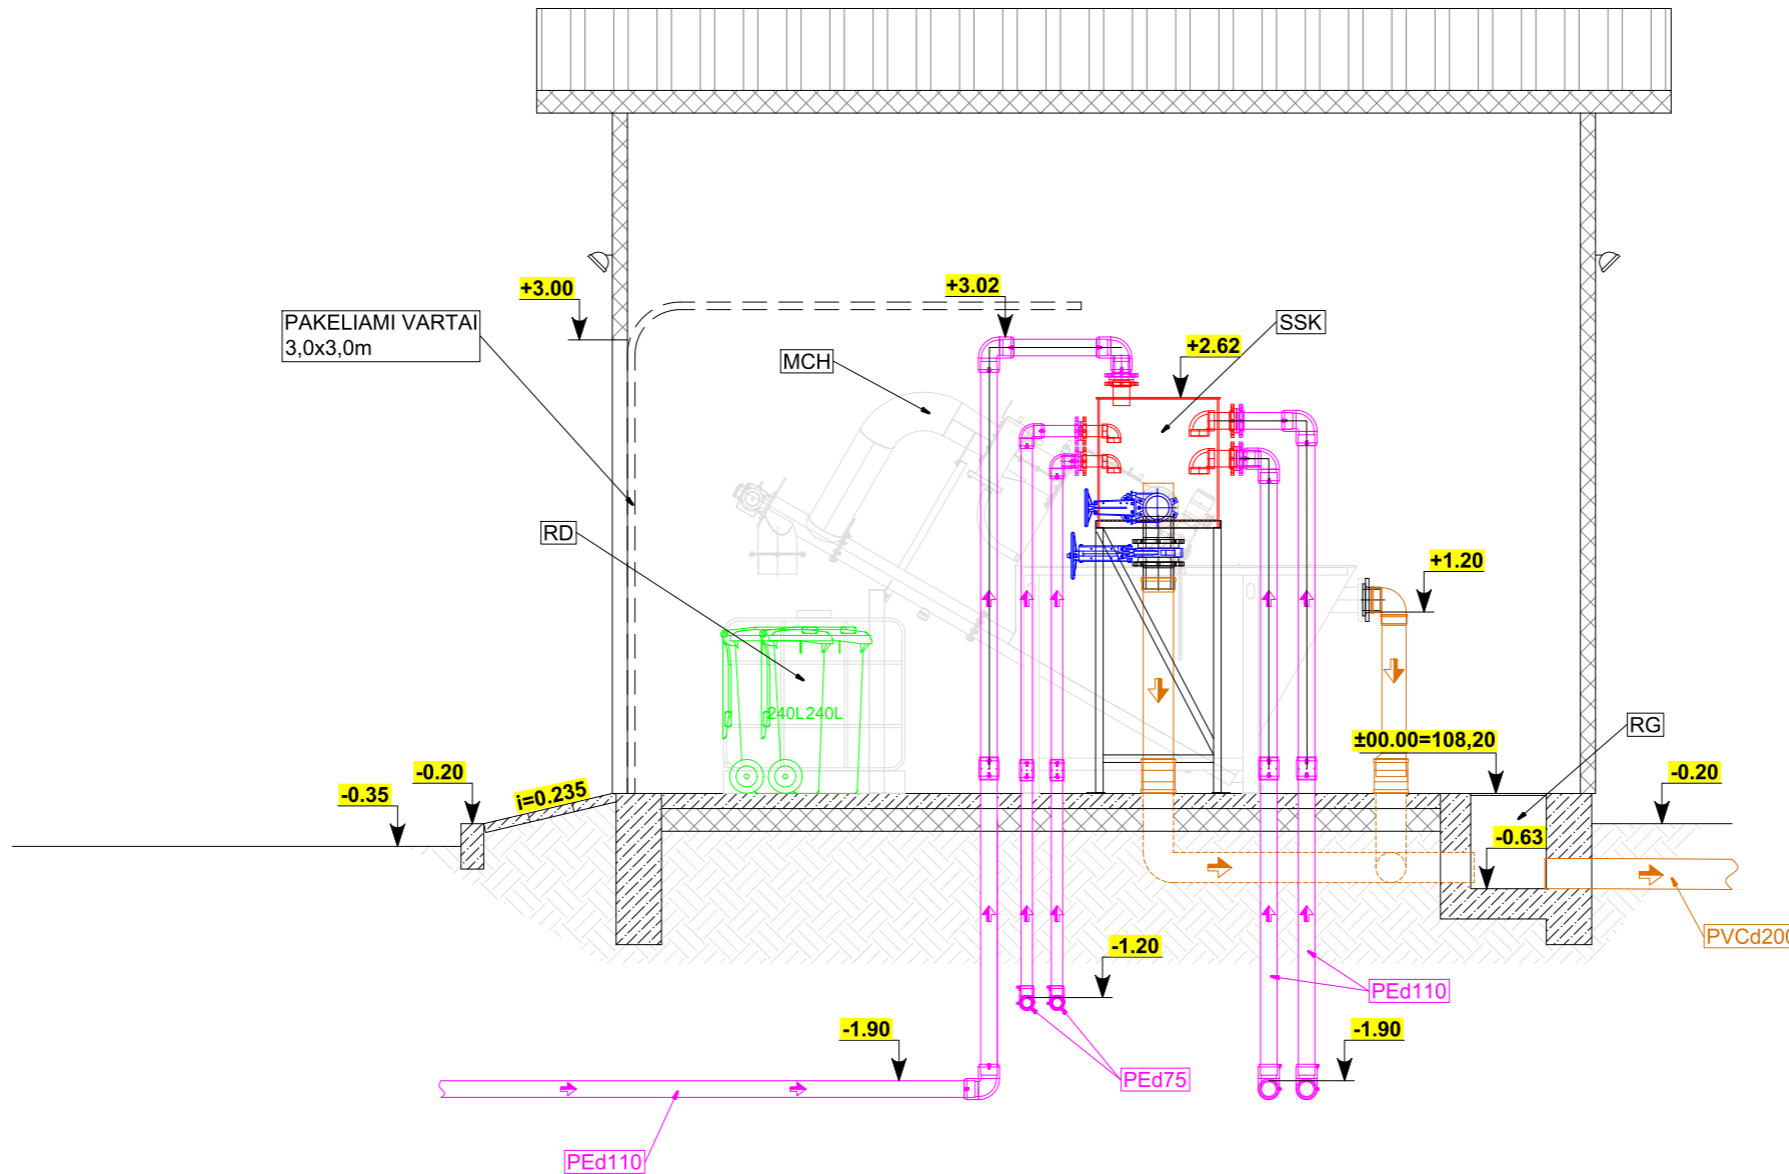 +3.00
+3.02
PAKELIAMI VARTAI
3,0x3,0m
SSK
+2.62
MCH
RD
+1.20
240L240L
RG
±00.00=108,20
-0.20
-0.20
-0.35
i=0.235
-0.63
PVCd200
-1.20
PEd110
-1.90
-1.90
PEd75
PEd110